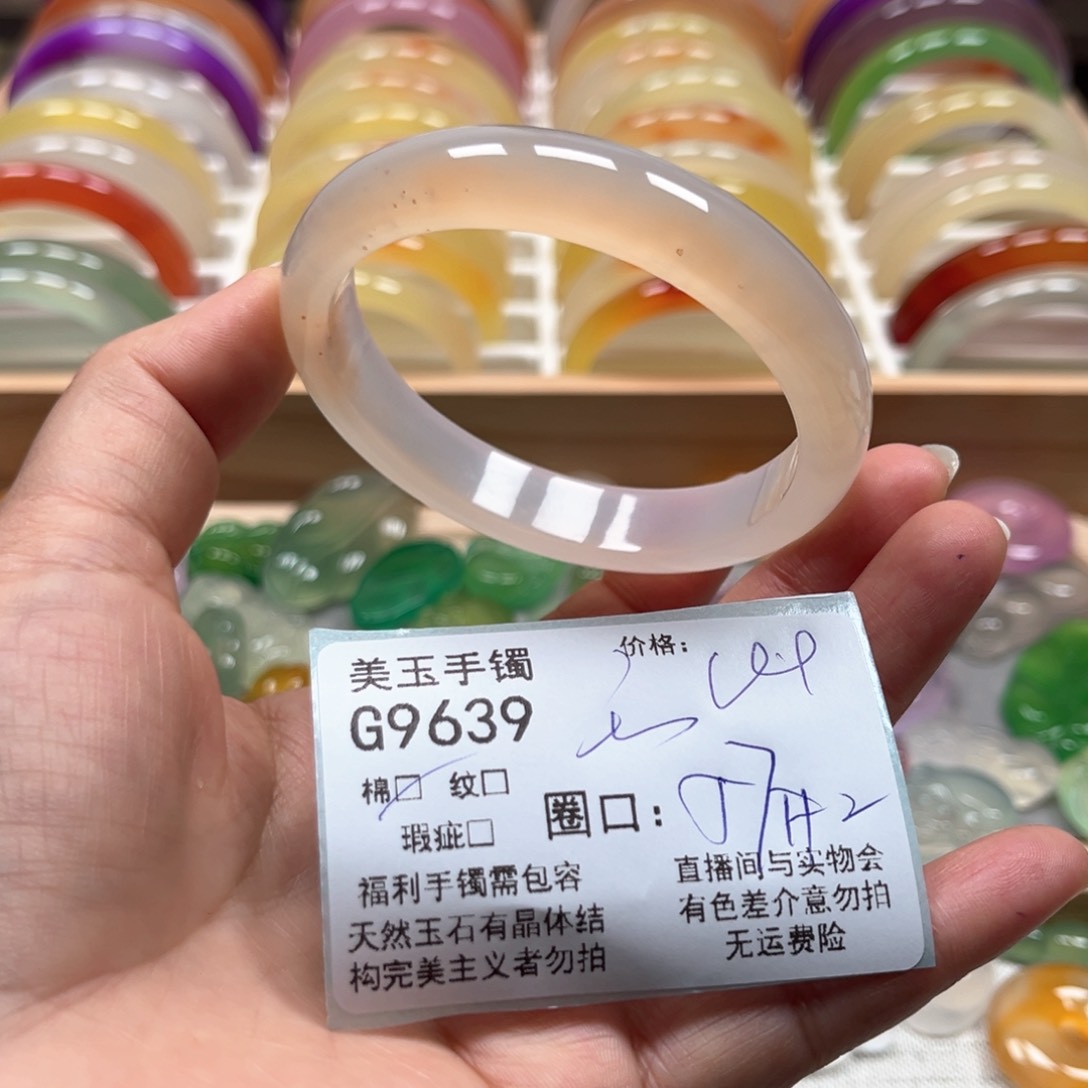 美玉手镯
价格:
G9639
棉□ 纹□
瑕疵□
圈口:
福利手镯需包容
天然玉石有晶体结
构完美主义者勿拍
直播间与实物会
有色差介意勿拍
无运费险